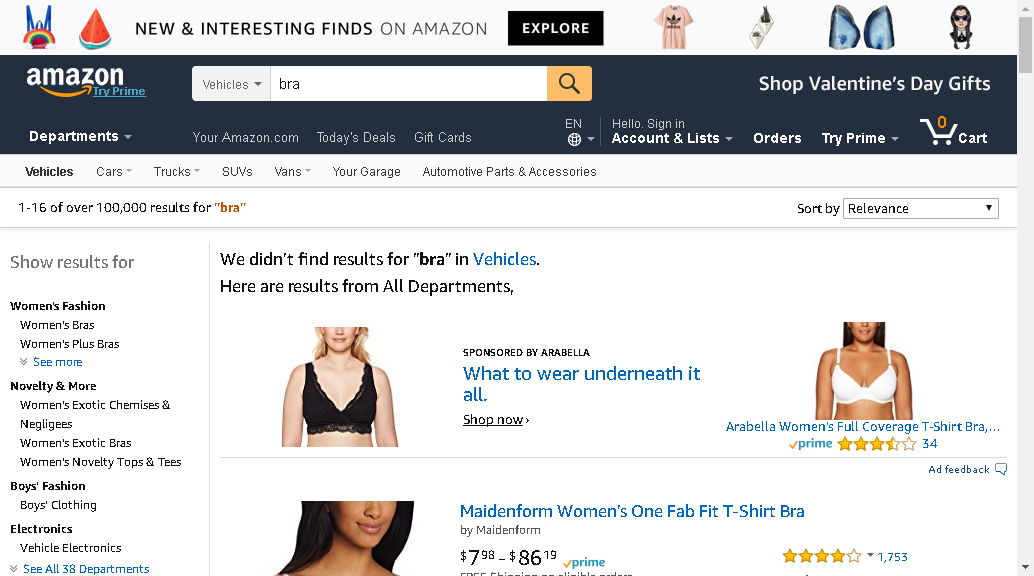 NEW & INTERESTING FINDS ON AMAZON EXPLORE
amazon
Try Prime
Vehicles bra
Shop Valentine's Day Gifts
Departments
Your Amazon.com Today's Deals Gift Cards
EN
Hello. Sign in
Account & Lists
Orders
Try Prime
0
Cart
Vehicles Cars Trucks SUVs Vans Your Garage Automotive Parts & Accessories
1-16 of over 100,000 results for "bra"
Sort by Relevance
Show results for
Women's Fashion
Women's Bras
Women's Plus Bras
See more
Novelty & More
Women's Exotic Chemises &
Negligees
Women's Exotic Bras
Women's Novelty Tops & Tees
Boys' Fashion
Boys' Clothing
Electronics
Vehicle Electronics
See All 38 Departments
We didn't find results for "bra" in Vehicles.
Here are results from All Departments,
SPONSORED BY ARABELLA
What to wear underneath it
all.
Shop now ›
Arabella Women's Full Coverage T-Shirt Bra,...
prime 34
Ad feedback
Maidenform Women's One Fab Fit T-Shirt Bra
by Maidenform
$7 98 - $86 19 prime
1,753
FREE Shipping on eligible orders